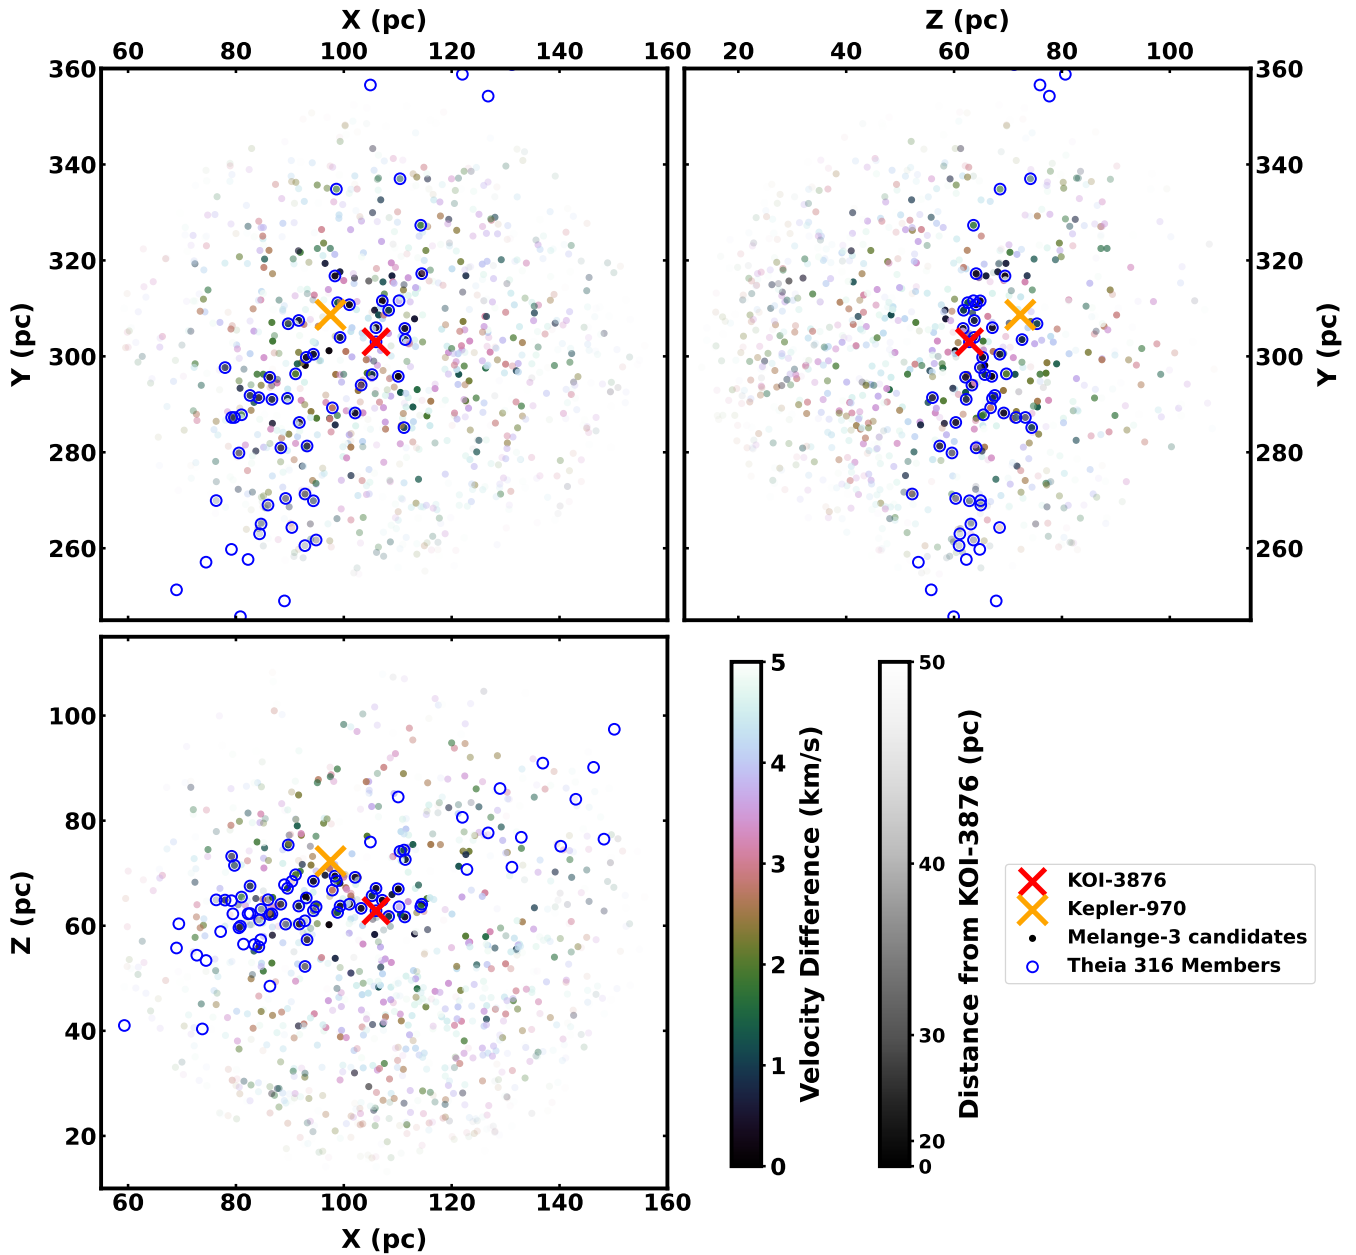 X (pc)
Z (pc)
60 80 100 120 140 160
20 40 60 80 100
360
340
320
300
280
260
Y (pc)
360
340
320
300
280
260
Y (pc)
100
80
60
40
20
Z (pc)
60 80 100 120 140 160
X (pc)
5
4
3
2
1
0
Velocity Difference (km/s)
50
40
30
20
0
Distance from KOI-3876 (pc)
KOI-3876
Kepler-970
Melange-3 candidates
Theia 316 Members